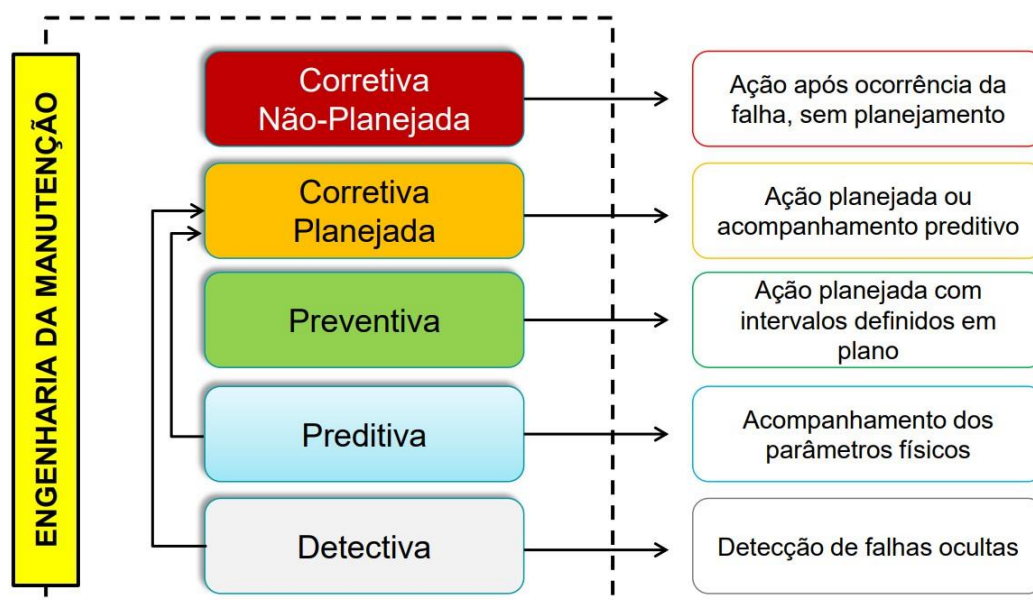 ENGENHARIA DA MANUTENÇÃO
Corretiva
Não-Planejada
Ação após ocorrência da
falha, sem planejamento
Corretiva
Planejada
Ação planejada ou
acompanhamento preditivo
Preventiva
Ação planejada com
intervalos definidos em
plano
Preditiva
Acompanhamento dos
parâmetros físicos
Detectiva
Detecção de falhas ocultas